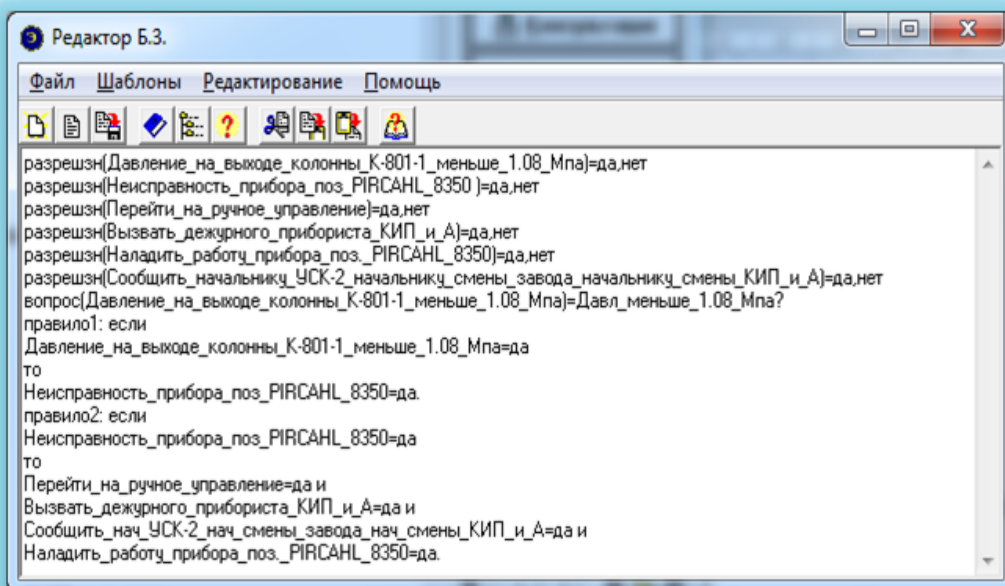 Редактор Б.З.
Файл Шаблоны Редактирование Помощь
разрешзн(Давление_на_выходе_колонны_К-801-1_меньше_1.08_Мпа)=да,нет
разрешзн(Неисправность_прибора_поз_PIRCAHL_8350 )=да,нет
разрешзн(Перейти_на_ручное_управление)=да,нет
разрешзн(Вызвать_дежурного_прибориста_КИП_и_А)=да,нет
разрешзн(Наладить_работу_прибора_поз._PIRCAHL_8350)=да,нет
разрешзн(Сообщить_начальнику_УСК-2_начальнику_смены_завода_начальнику_смены_КИП_и_А)=да,нет
вопрос(Давление_на_выходе_колонны_К-801-1_меньше_1.08_Мпа)=Давл_меньше_1.08_Мпа?
правило1: если
Давление_на_выходе_колонны_К-801-1_меньше_1.08_Мпа=да
то
Неисправность_прибора_поз_PIRCAHL_8350=да.
правило2: если
Неисправность_прибора_поз_PIRCAHL_8350=да
то
Перейти_на_ручное_управление=да и
Вызвать_дежурного_прибориста_КИП_и_А=да и
Сообщить_нач_УСК-2_нач_смены_завода_нач_смены_КИП_и_А=да и
Наладить_работу_прибора_поз._PIRCAHL_8350=да.